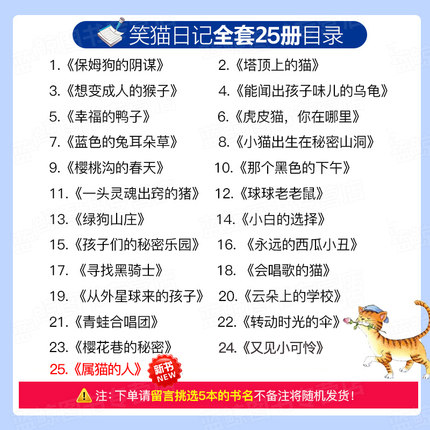 笑猫日记全套25册目录
1.《保姆狗的阴谋》 2.《塔顶上的猫》
3.《想变成人的猴子》 4.《能闻出孩子味儿的乌龟》
5.《幸福的鸭子》 6.《虎皮猫，你在哪里》
7.《蓝色的兔耳朵草》 8.《小猫出生在秘密山洞》
9.《樱桃沟的春天》 10.《那个黑色的下午》
11.《一头灵魂出窍的猪》 12.《球球老老鼠》
13.《绿狗山庄》 14.《小白的选择》
15.《孩子们的秘密乐园》 16.《永远的西瓜小丑》
17.《寻找黑骑士》 18.《会唱歌的猫》
19.《从外星球来的孩子》 20.《云朵上的学校》
21.《青蛙合唱团》 22.《转动时光的伞》
23.《樱花巷的秘密》 24.《又见小可怜》
25.《属猫的人》 新书 NEW
注：下单请留言挑选5本的书名不备注将随机发货！